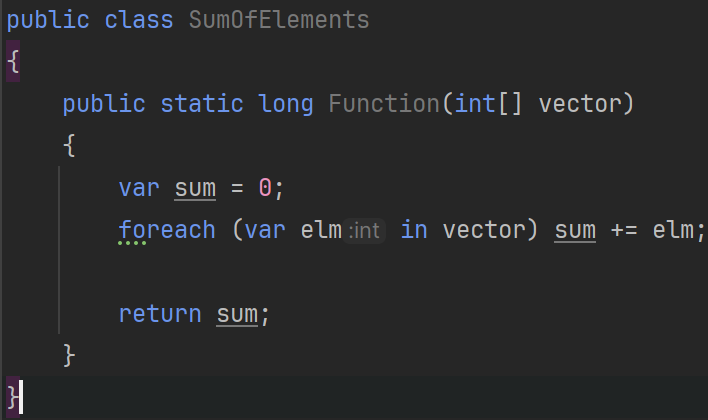 public class SumOfElements
{
    public static long Function(int[] vector)
    {
        var sum = 0;
        foreach (var elm:int in vector) sum += elm;
        return sum;
    }
}